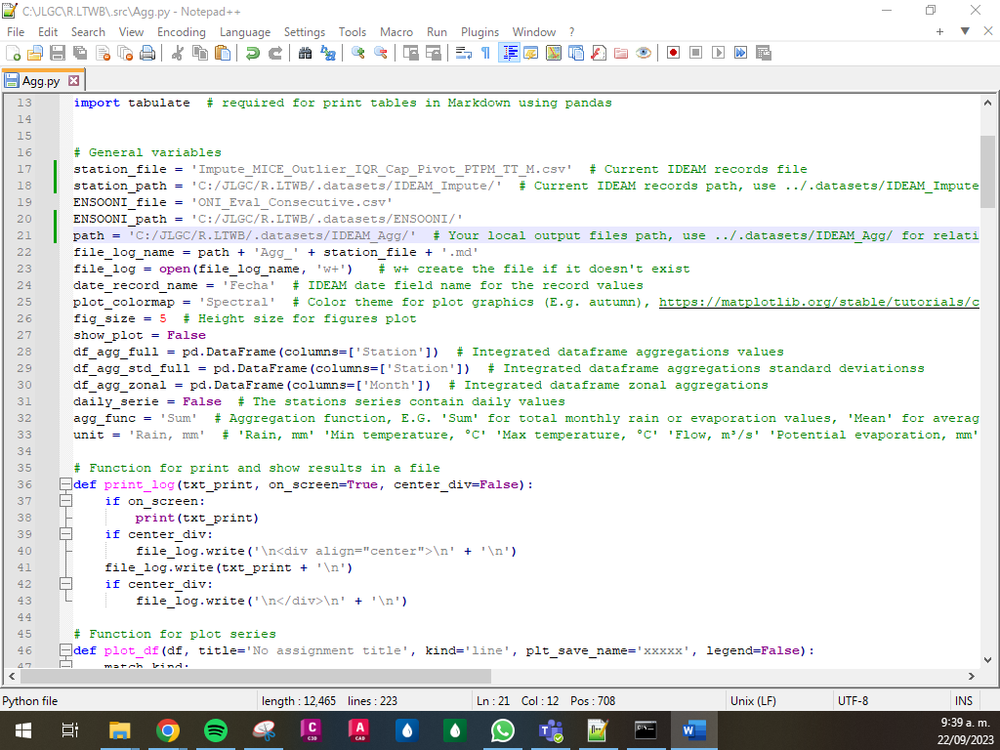 C:\JLGC\R.LTWB\.src\Agg.py - Notepad++
File Edit Search View Encoding Language Settings Tools Macro Run Plugins Window ?
Agg.py
13 import tabulate  # required for print tables in Markdown using pandas
14
15
16 # General variables
17 station_file = 'Impute_MICE_Outlier_IQR_Cap_Pivot_PTPM_TT_M.csv'  # Current IDEAM records file
18 station_path = 'C:/JLGC/R.LTWB/.datasets/IDEAM_Impute/'  # Current IDEAM records path, use ../.datasets/IDEAM_Impute
19 ENSOONI_file = 'ONI_Eval_Consecutive.csv'
20 ENSOONI_path = 'C:/JLGC/R.LTWB/.datasets/ENSOONI/'
21 path = 'C:/JLGC/R.LTWB/.datasets/IDEAM_Agg/'  # Your local output files path, use ../.datasets/IDEAM_Agg/ for relati
22 file_log_name = path + 'Agg_' + station_file + '.md'
23 file_log = open(file_log_name, 'w+')   # w+ create the file if it doesn't exist
24 date_record_name = 'Fecha'  # IDEAM date field name for the record values
25 plot_colormap = 'Spectral'  # Color theme for plot graphics (E.g. autumn), https://matplotlib.org/stable/tutorials/c
26 fig_size = 5  # Height size for figures plot
27 show_plot = False
28 df_agg_full = pd.DataFrame(columns=['Station'])  # Integrated dataframe aggregations values
29 df_agg_std_full = pd.DataFrame(columns=['Station'])  # Integrated dataframe aggregations standard deviationss
30 df_agg_zonal = pd.DataFrame(columns=['Month'])  # Integrated dataframe zonal aggregations
31 daily_serie = False  # The stations series contain daily values
32 agg_func = 'Sum'  # Aggregation function, E.G. 'Sum' for total monthly rain or evaporation values, 'Mean' for averag
33 unit = 'Rain, mm'  # 'Rain, mm' 'Min temperature, °C' 'Max temperature, °C' 'Flow, m³/s' 'Potential evaporation, mm'
34
35 # Function for print and show results in a file
36 def print_log(txt_print, on_screen=True, center_div=False):
37     if on_screen:
38         print(txt_print)
39     if center_div:
40         file_log.write('\n<div align="center">\n' + '\n')
41     file_log.write(txt_print + '\n')
42     if center_div:
43         file_log.write('\n</div>\n' + '\n')
44
45 # Function for plot series
46 def plot_df(df, title='No assignment title', kind='line', plt_save_name='xxxxx', legend=False):
47     match kind:
Python file length : 12,465 lines : 223 Ln : 21 Col : 12 Pos : 708 Unix (LF) UTF-8 INS
9:39 a. m.
22/09/2023